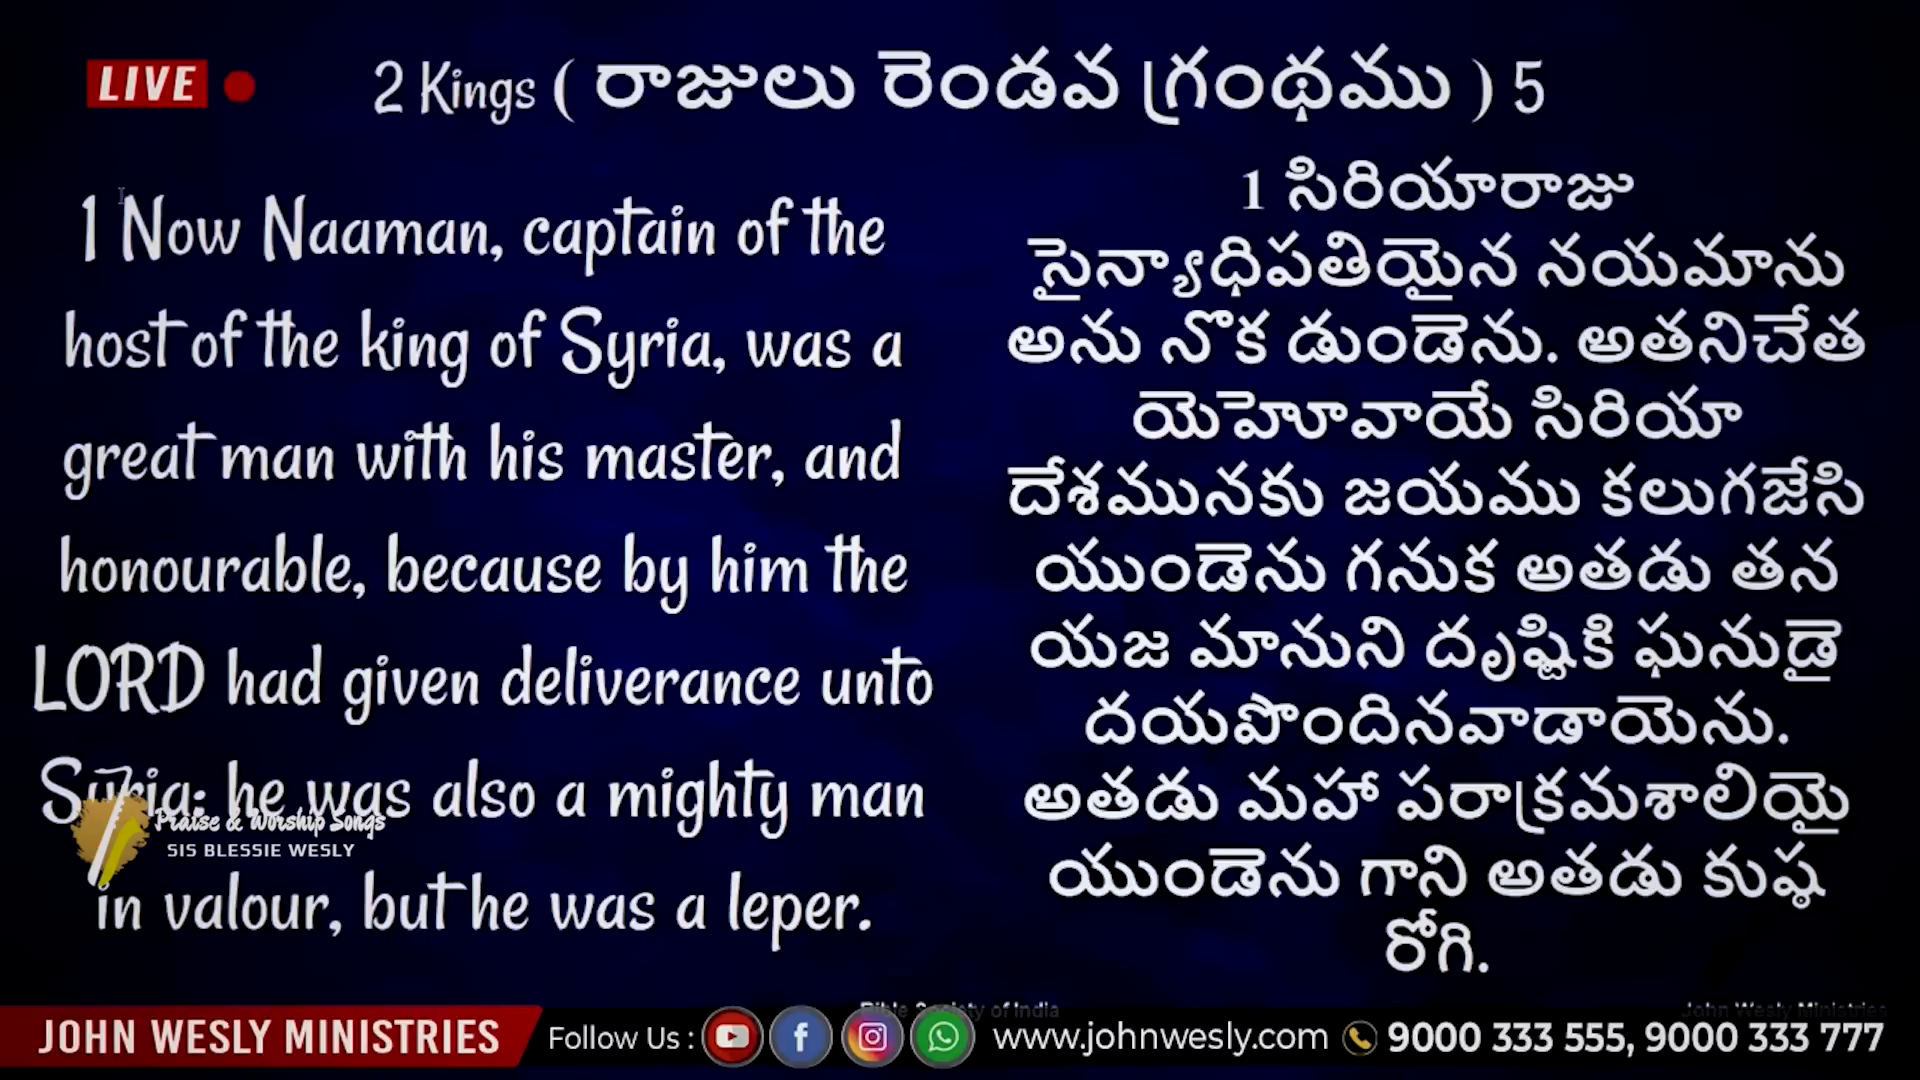 LIVE
2 Kings ( రాజులు రెండవ గ్రంథము ) 5
1 Now Naaman, captain of the
host of the king of Syria, was a
great man with his master, and
honourable, because by him the
LORD had given deliverance unto
Syria: he was also a mighty man
in valour, but he was a leper.
1 సిరియారాజు
సైన్యాధిపతియైన నయమాను
అను నొక డుండెను. అతనిచేత
యెహెూవాయే సిరియా
దేశమునకు జయము కలుగజేసి
యుండెను గనుక అతడు తన
యజ మానుని దృష్టికి ఘనుడై
దయపొందినవాడాయెను.
అతడు మహా పరాక్రమశాలియై
యుండెను గాని అతడు కుష్ఠ
రోగి.
Praise & Worship Songs
SIS BLESSIE WESLY
Bible Society of India
John Wesly Ministries
JOHN WESLY MINISTRIES
Follow Us :
www.johnwesly.com
9000 333 555, 9000 333 777